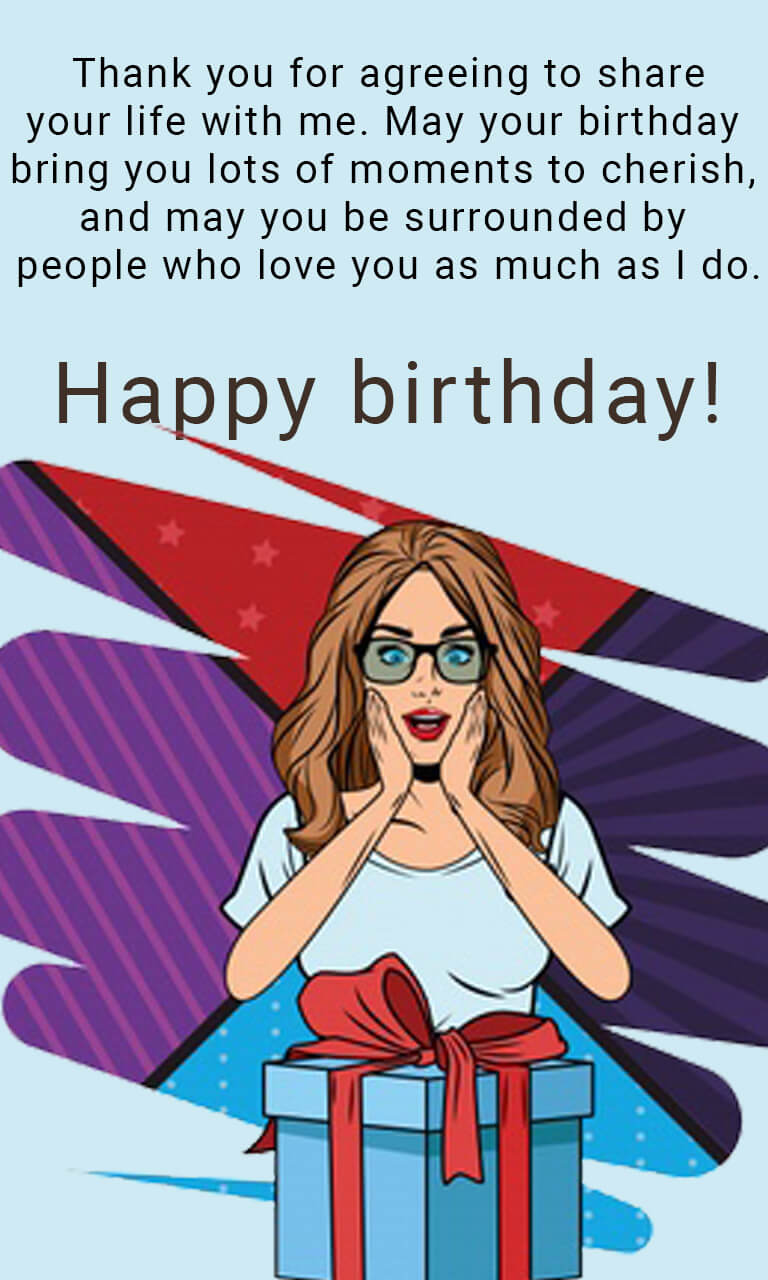 Thank you for agreeing to share
your life with me. May your birthday
bring you lots of moments to cherish,
and may you be surrounded by
people who love you as much as I do.
Happy birthday!